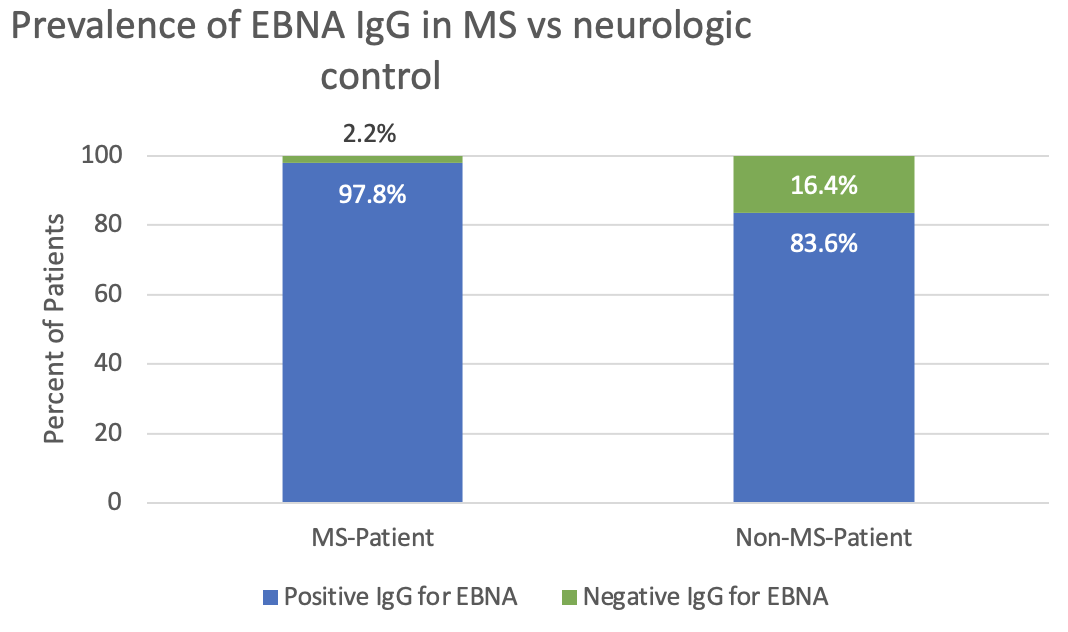 Prevalence of EBNA IgG in MS vs neurologic
control
2.2%
100
97.8%
16.4%
80
83.6%
60
40
20
0
Percent of Patients
MS-Patient
Non-MS-Patient
Positive IgG for EBNA
Negative IgG for EBNA